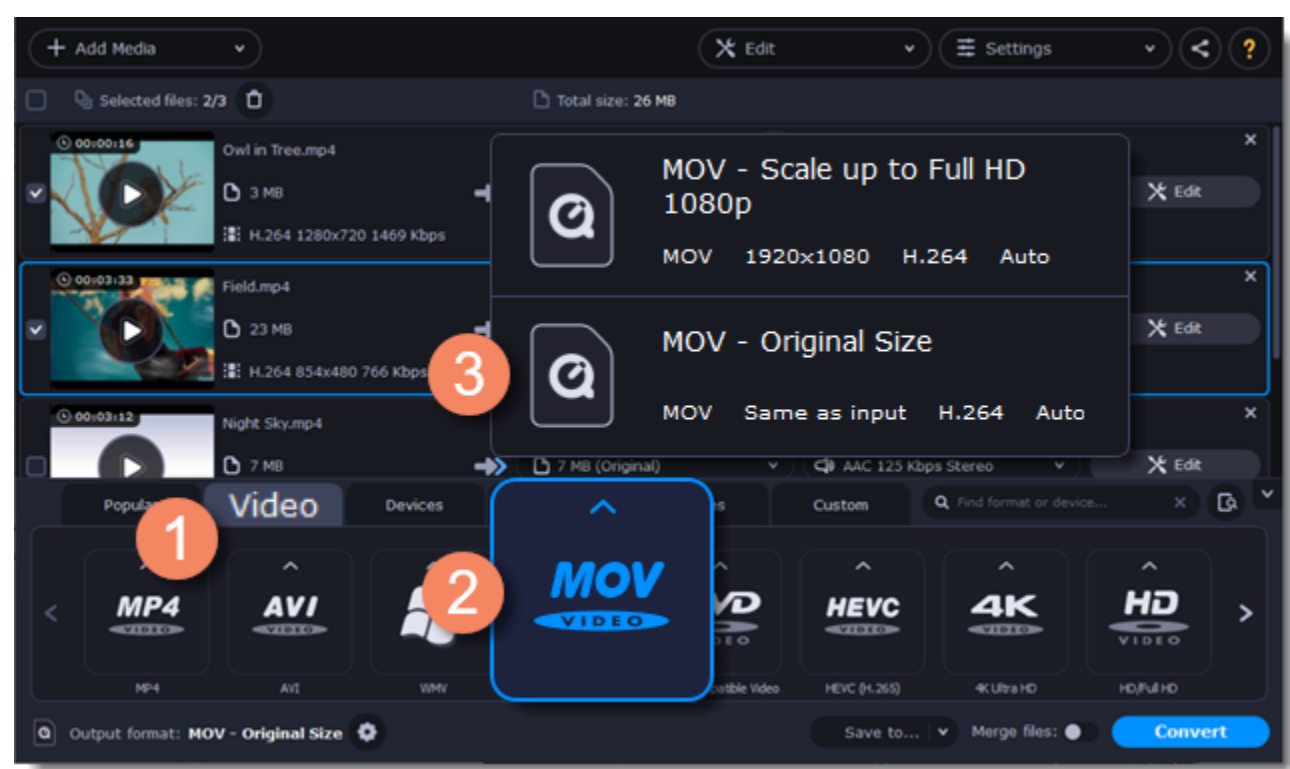 + Add Media
Edit
Settings
?
Selected files: 2/3
Total size: 26 MB
00:00:16
Owl in Tree.mp4
3 MB
H.264 1280x720 1469 Kbps
Edit
MOV - Scale up to Full HD
1080p
MOV 1920x1080 H.264 Auto
00:03:33
Field.mp4
23 MB
H.264 854x480 766 Kbps
Edit
3
MOV - Original Size
MOV Same as input H.264 Auto
00:03:12
Night Sky.mp4
7 MB
7 MB (Original)
AAC 125 Kbps Stereo
Edit
Video
Devices
Custom
Find format or device...
1
2
MP4
VIDEO
AVI
VIDEO
MOV
VIDEO
HEVC
VIDEO
4K
VIDEO
HD
VIDEO
MP4
AVI
WMV
Video
HEVC (H.265)
4K Ultra HD
HD/Full HD
Output format: MOV - Original Size
Save to...
Merge files:
Convert